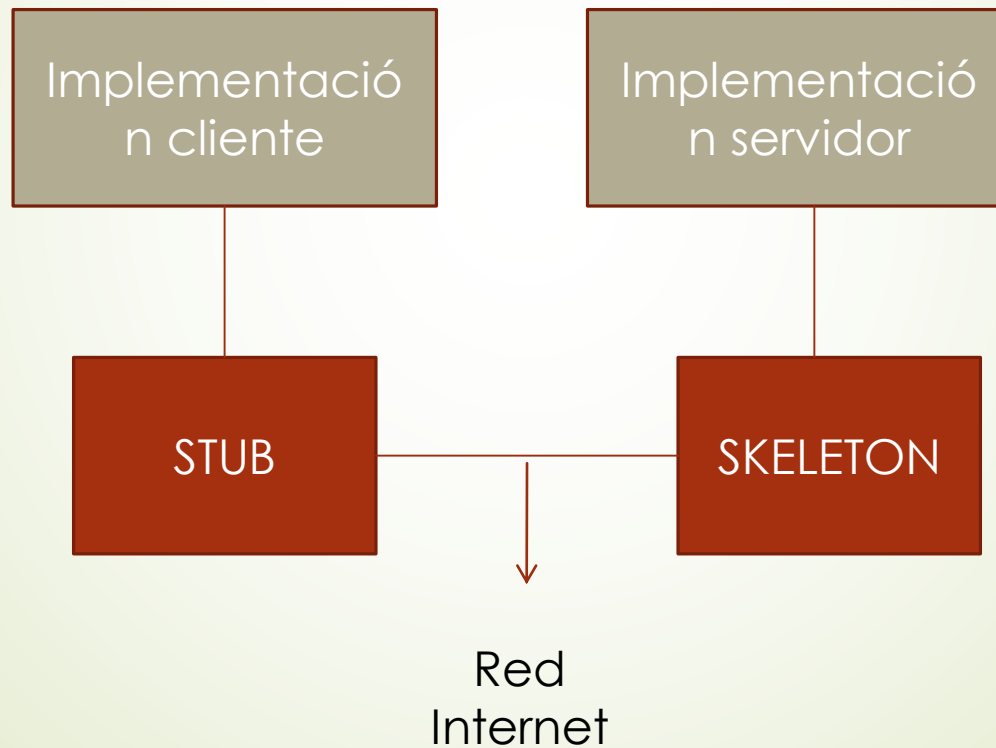 Implementació
n cliente
Implementació
n servidor
STUB
SKELETON
Red
Internet